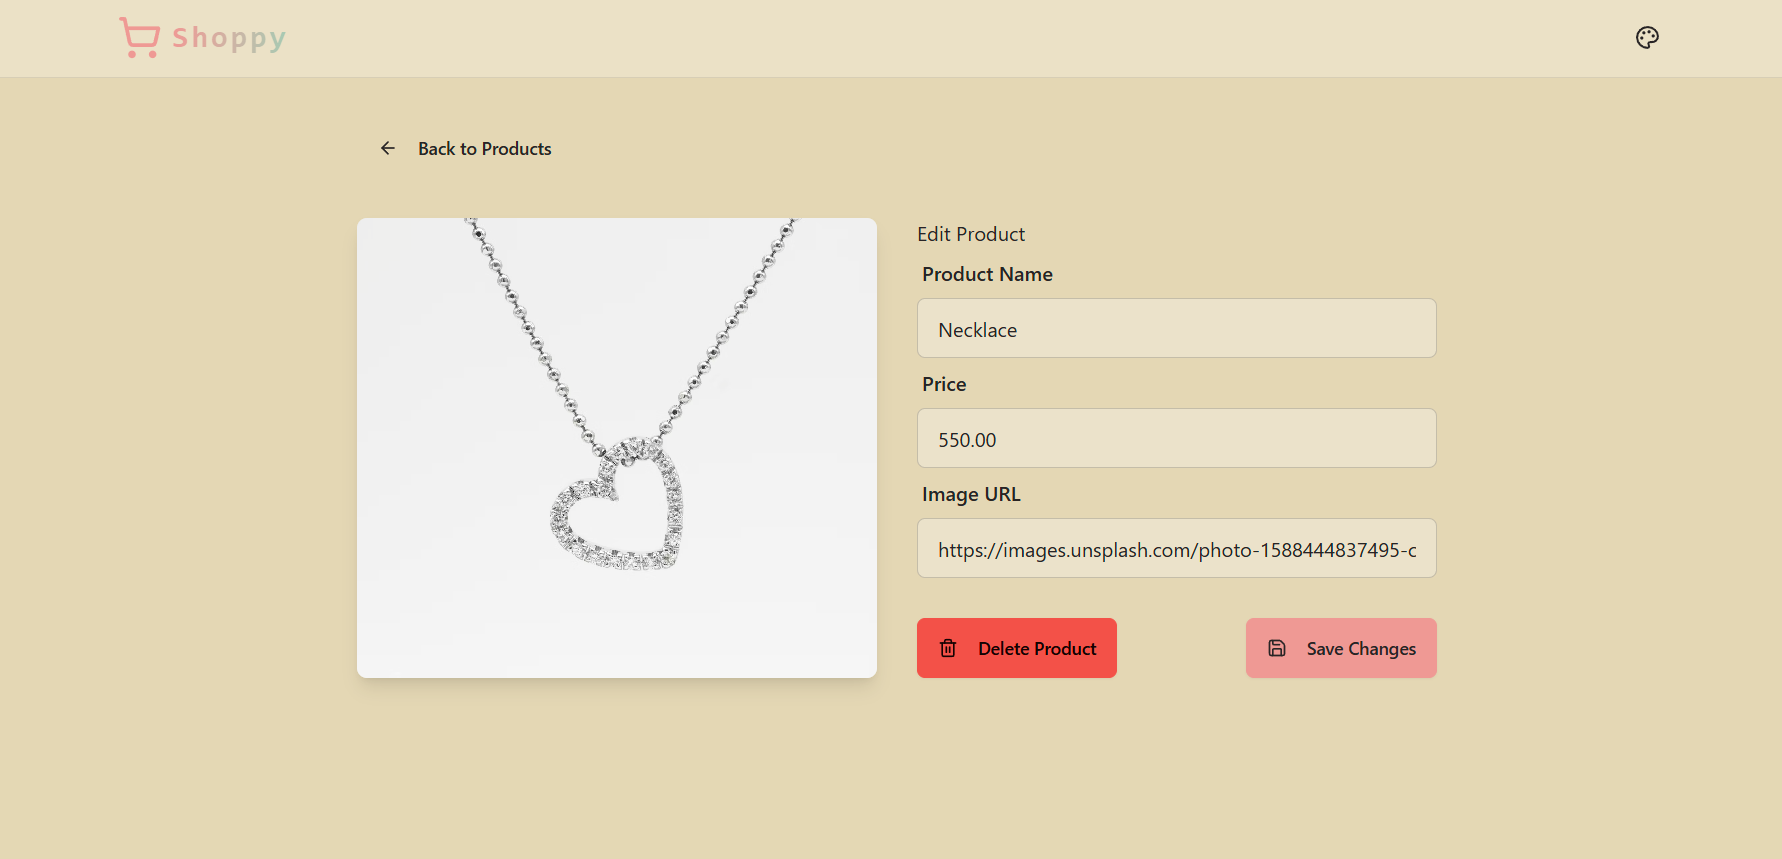 Shoppy
Back to Products
Edit Product
Product Name
Necklace
Price
550.00
Image URL
https://images.unsplash.com/photo-1588444837495-c
Delete Product
Save Changes